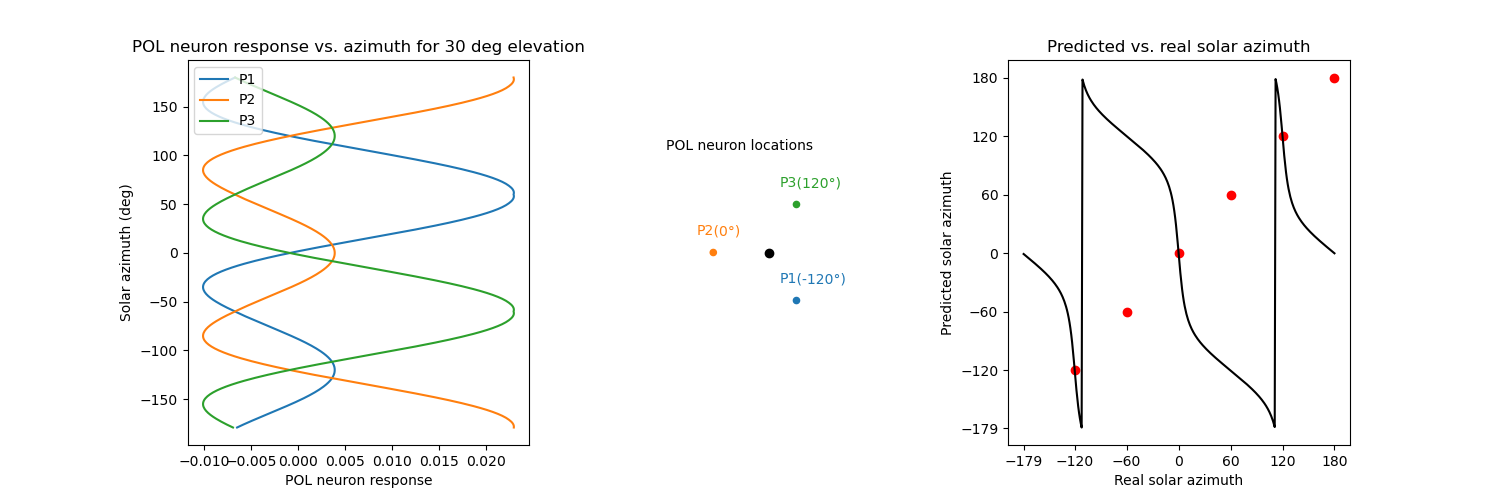 POL neuron response vs. azimuth for 30 deg elevation
P1
P2
P3
150
100
50
0
−50
−100
−150
Solar azimuth (deg)
−0.010
−0.005
0.000
0.005
0.010
0.015
0.020
POL neuron response
POL neuron locations
P3(120°)
P2(0°)
P1(-120°)
Predicted vs. real solar azimuth
180
120
60
0
−60
−120
−179
Predicted solar azimuth
−179
−120
−60
0
60
120
180
Real solar azimuth